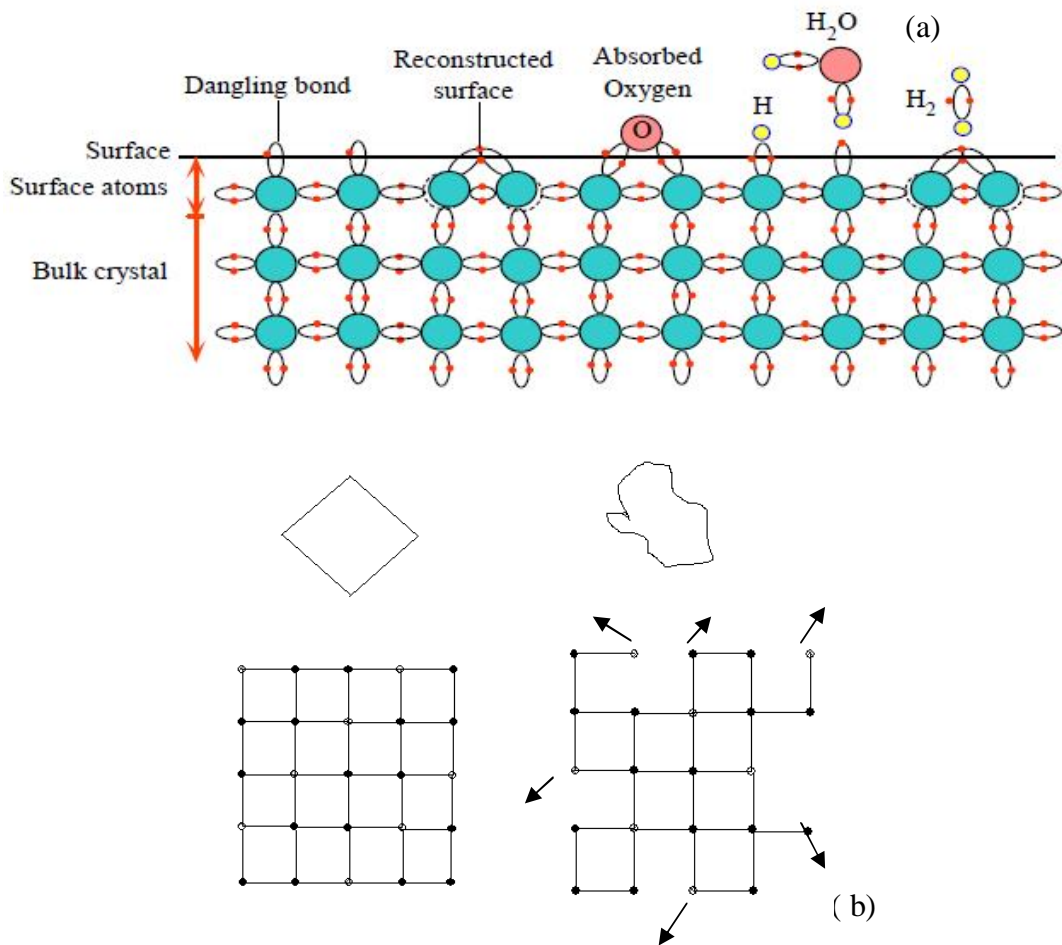 H₂O
(a)
Reconstructed
surface
Absorbed
Oxygen
Dangling bond
H
H₂
O
Surface
Surface atoms
Bulk crystal
( b)